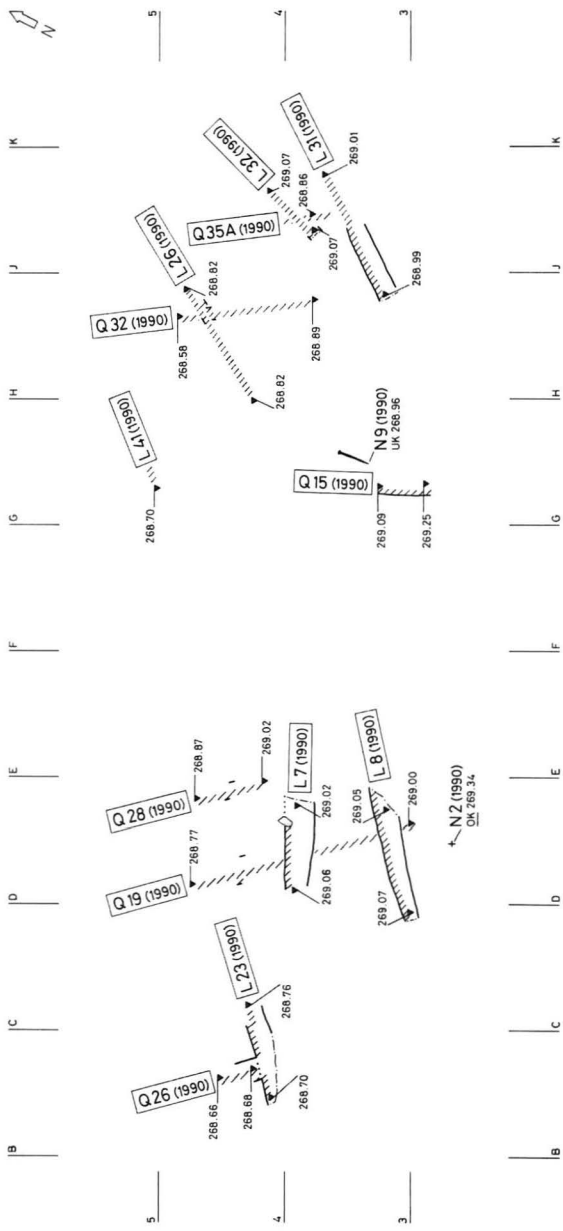 N
5
4
3
K
J
H
G
F
E
D
C
B
L 32 (1990)
269.07
L 31 (1990)
269.01
268.86
Q 35A (1990)
269.07
268.99
L 26 (1990)
268.82
Q 32 (1990)
268.58
268.89
268.82
L 41 (1990)
268.70
N 9 (1990)
UK 268.96
Q 15 (1990)
269.09
269.25
Q 28 (1990)
268.87
269.02
L 7 (1990)
269.02
269.06
L 8 (1990)
269.05
269.00
269.07
N 2 (1990)
OK 269.34
Q 19 (1990)
268.77
L 23 (1990)
268.76
Q 26 (1990)
268.66
268.68
268.70
K
J
H
G
F
E
D
C
B
5
4
3